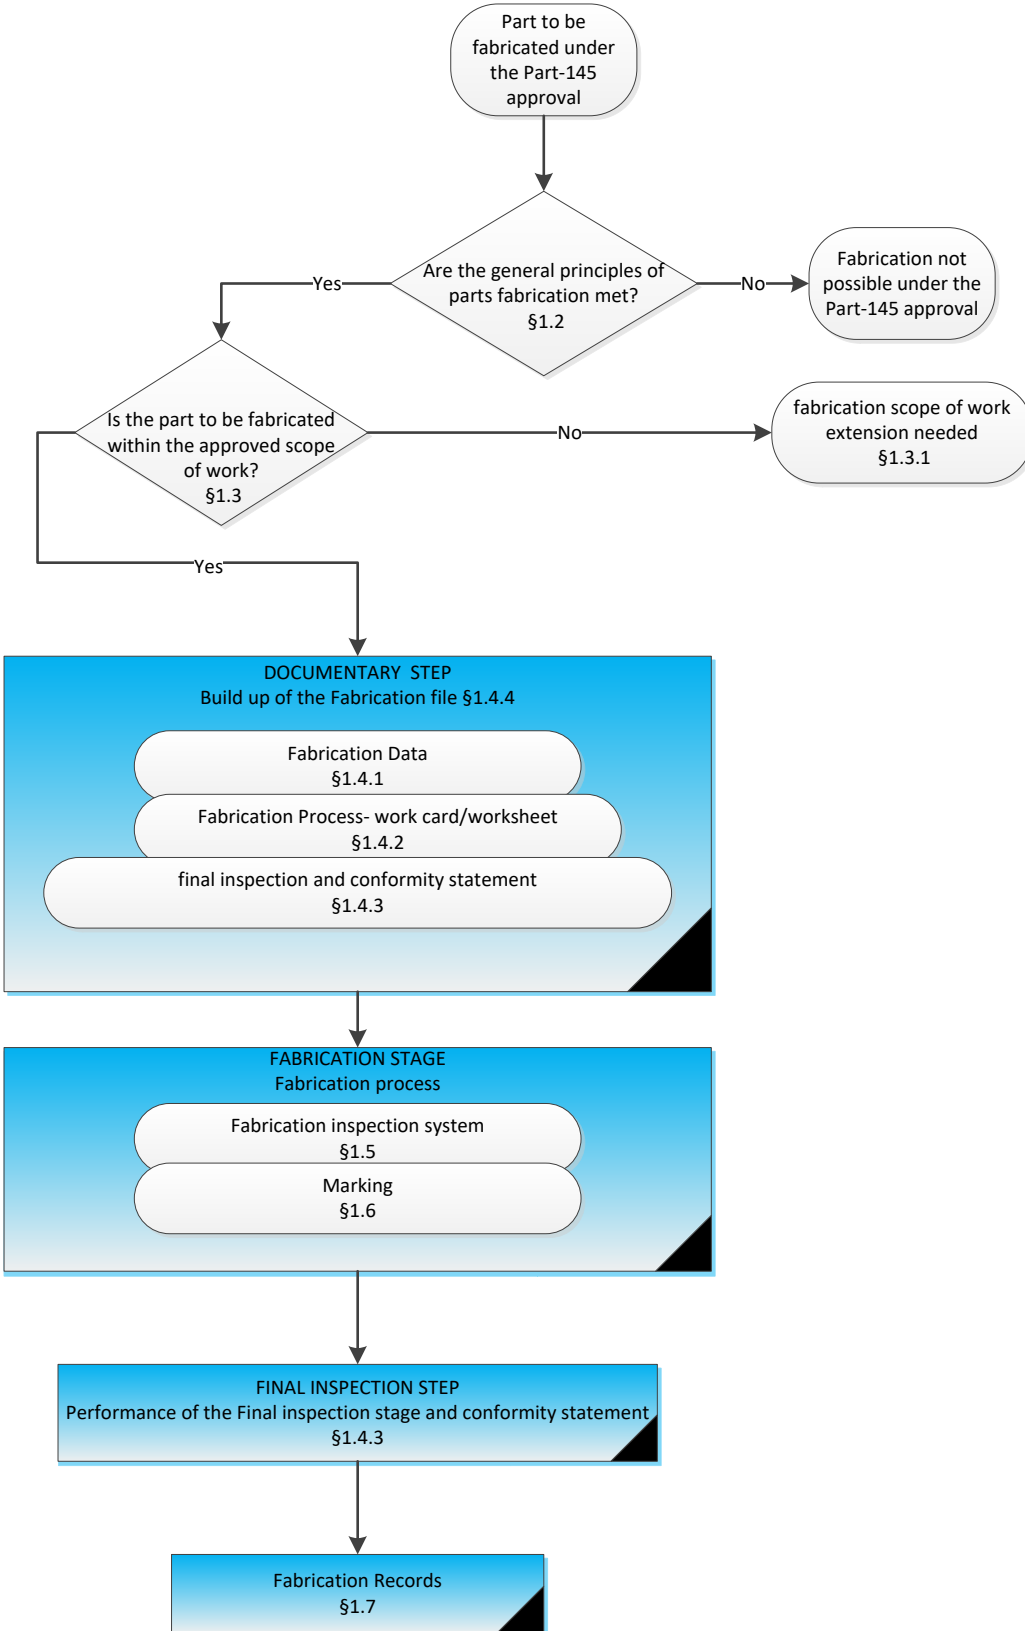 Part to be
fabricated under
the Part-145
approval
Are the general principles of
parts fabrication met?
§1.2
Yes
No
Fabrication not
possible under the
Part-145 approval
Is the part to be fabricated
within the approved scope
of work?
§1.3
No
fabrication scope of work
extension needed
§1.3.1
Yes
DOCUMENTARY  STEP
Build up of the Fabrication file §1.4.4
Fabrication Data
§1.4.1
Fabrication Process- work card/worksheet
§1.4.2
final inspection and conformity statement
§1.4.3
FABRICATION STAGE
Fabrication process
Fabrication inspection system
§1.5
Marking
§1.6
FINAL INSPECTION STEP
Performance of the Final inspection stage and conformity statement
§1.4.3
Fabrication Records
§1.7